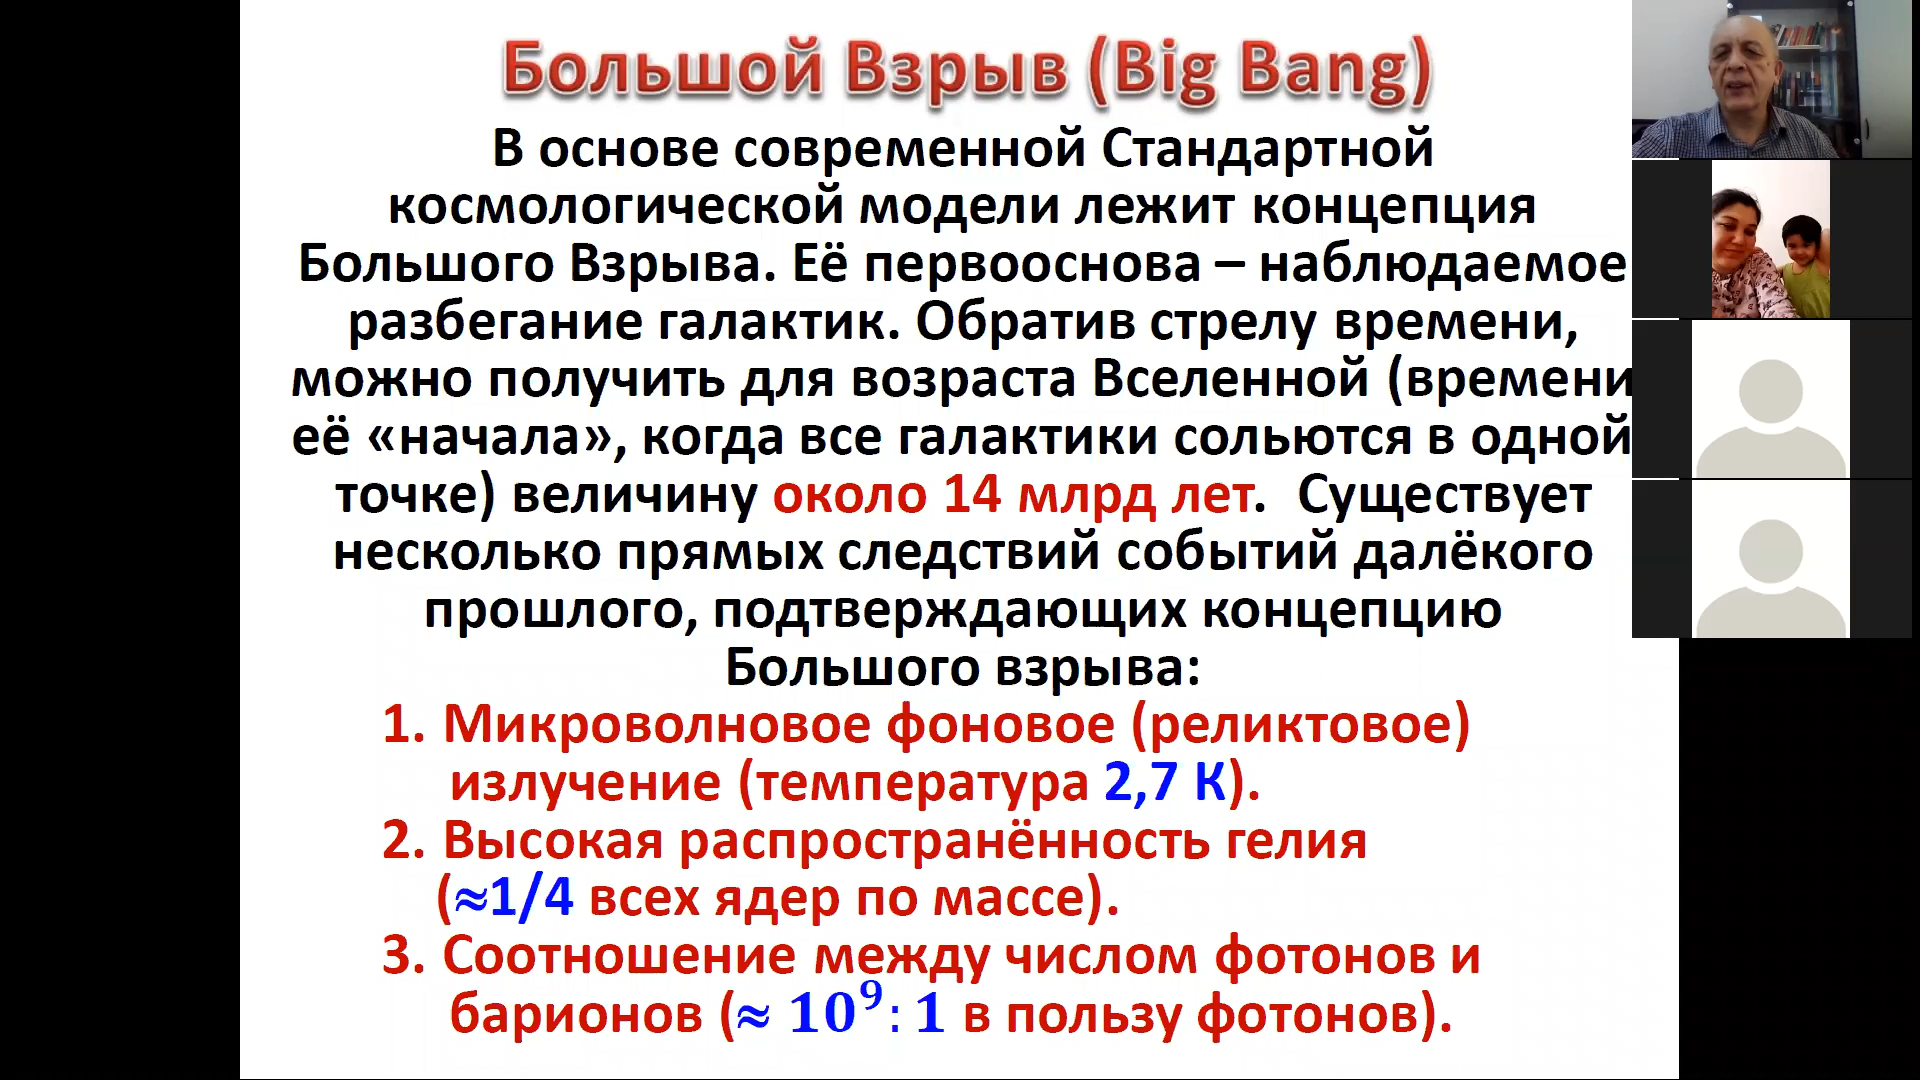 Большой Взрыв (Big Bang)
В основе современной Стандартной
космологической модели лежит концепция
Большого Взрыва. Её первооснова – наблюдаемое
разбегание галактик. Обратив стрелу времени,
можно получить для возраста Вселенной (времени
её «начала», когда все галактики сольются в одной
точке) величину около 14 млрд лет. Существует
несколько прямых следствий событий далёкого
прошлого, подтверждающих концепцию
Большого взрыва:
1. Микроволновое фоновое (реликтовое)
излучение (температура 2,7 К).
2. Высокая распространённость гелия
(≈1/4 всех ядер по массе).
3. Соотношение между числом фотонов и
барионов (≈ 10⁹: 1 в пользу фотонов).